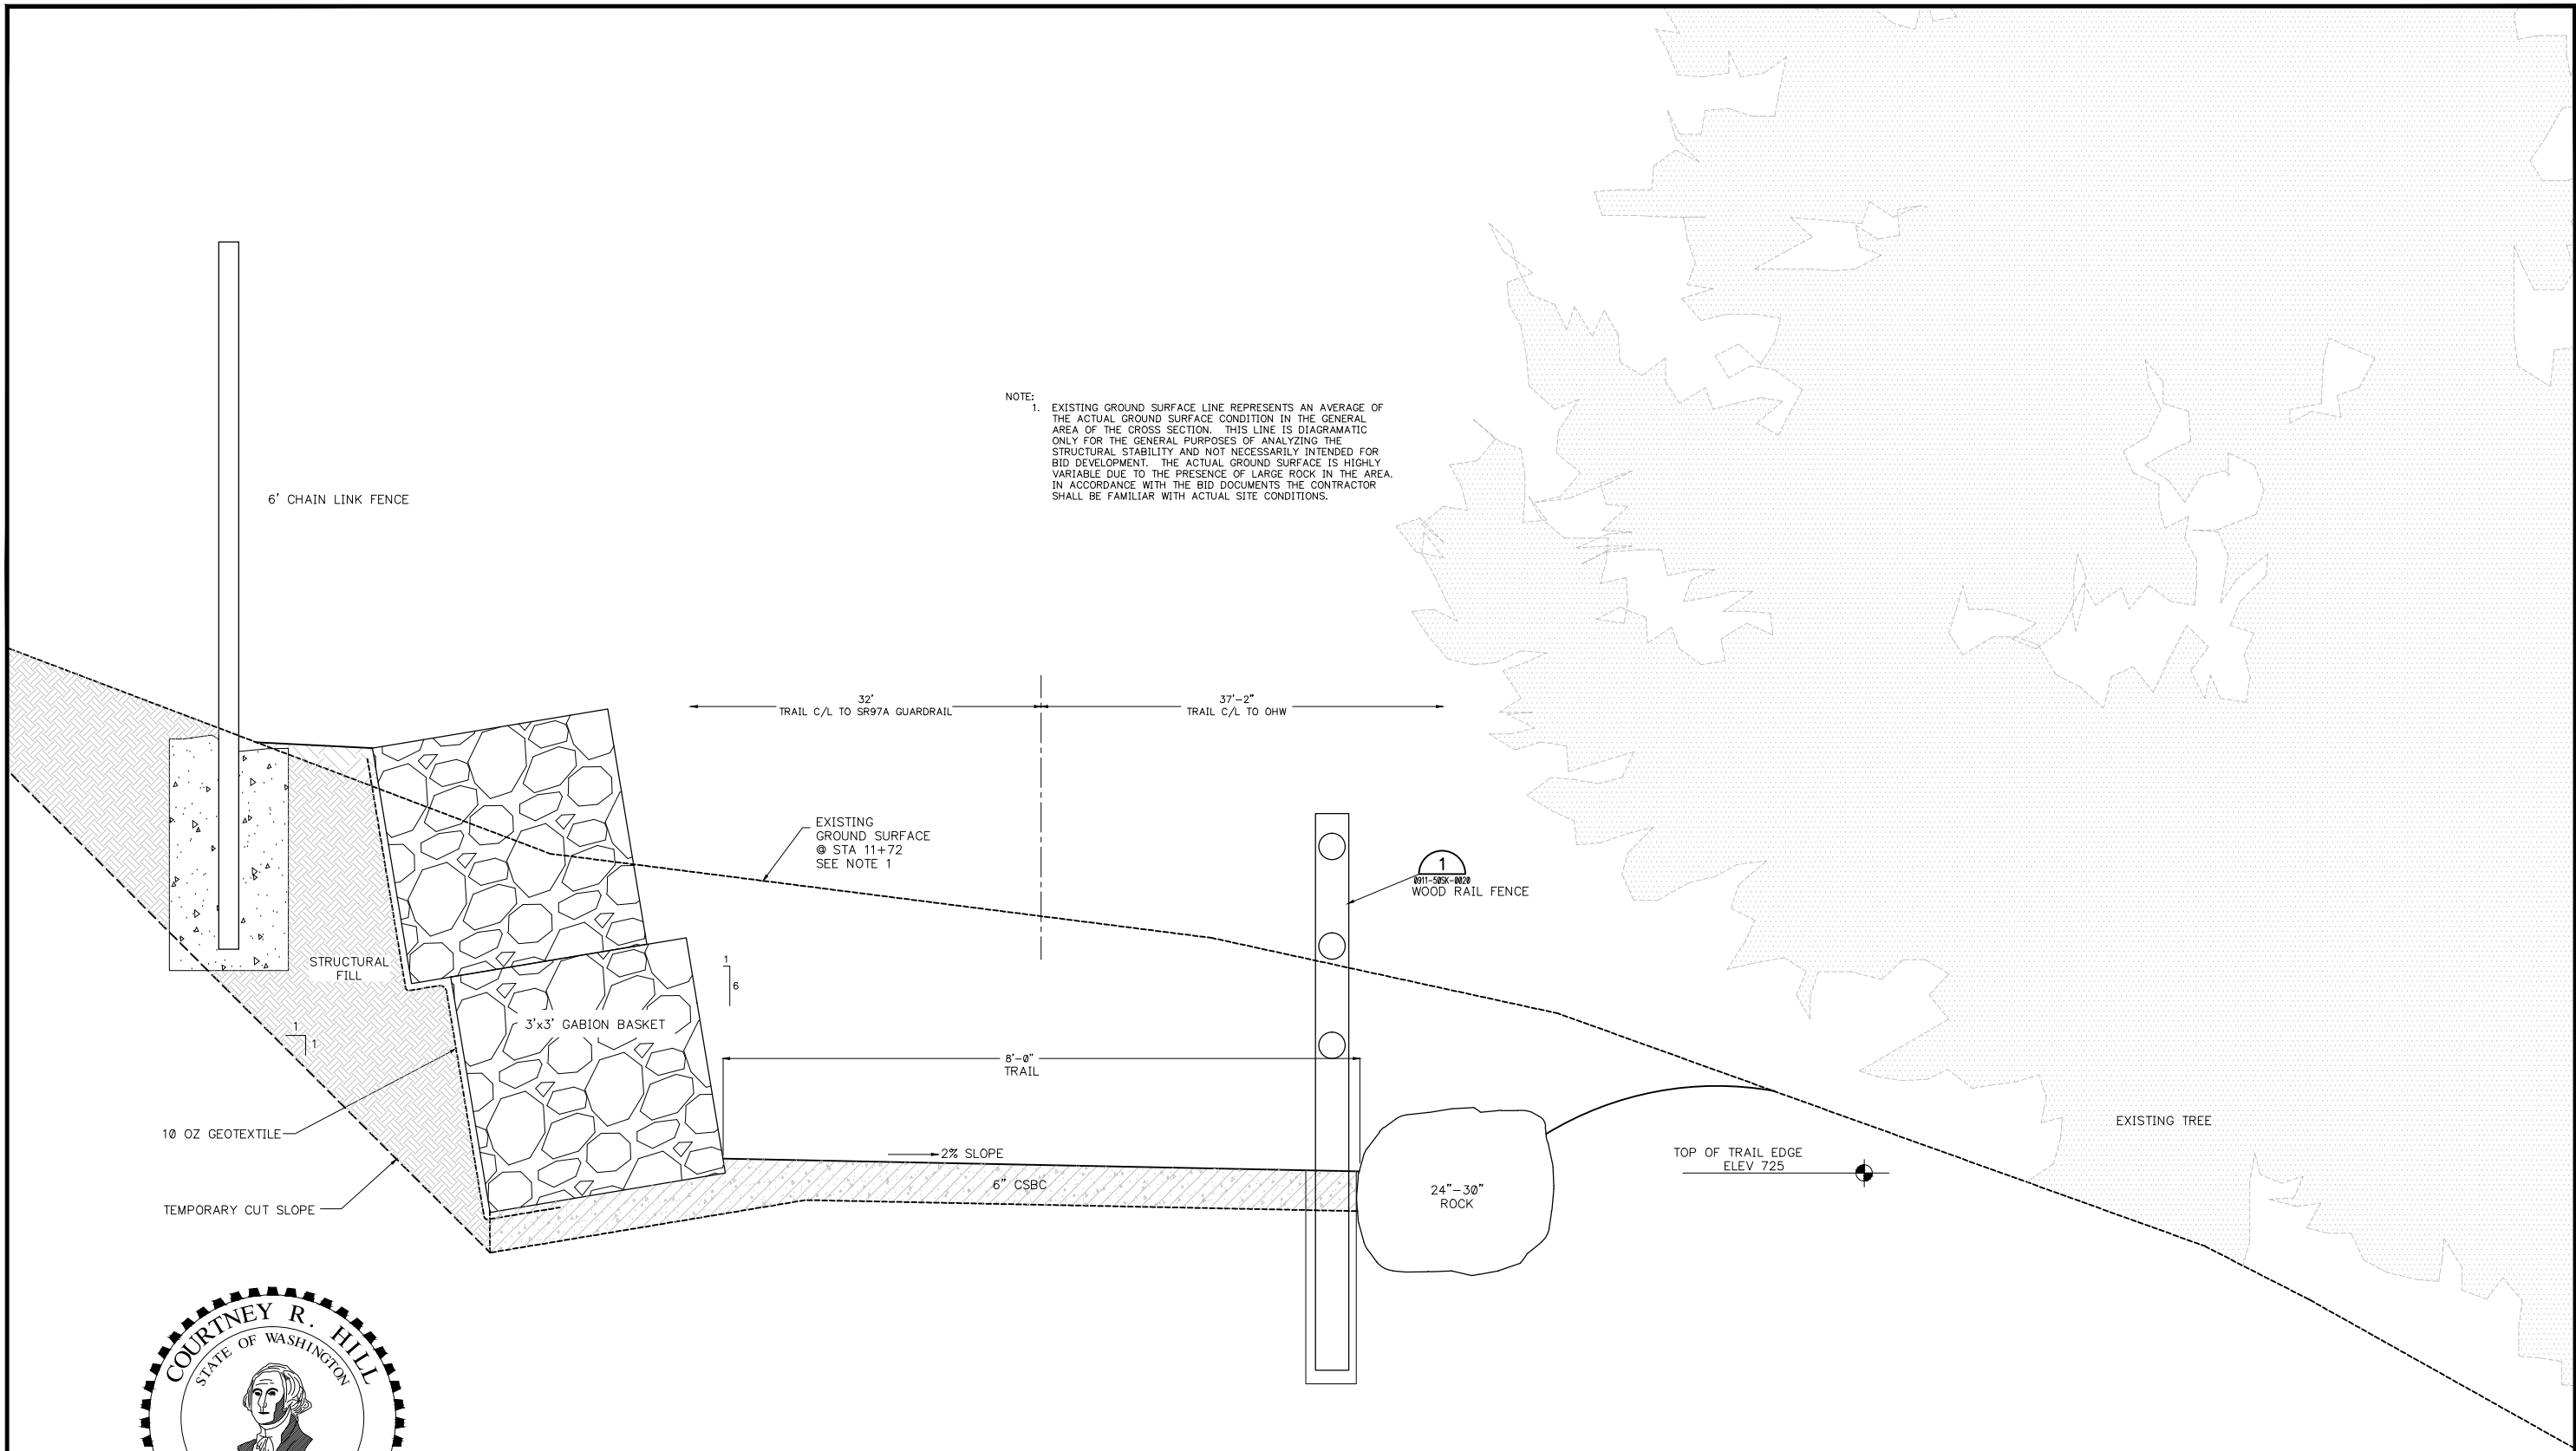 NOTE:
1. EXISTING GROUND SURFACE LINE REPRESENTS AN AVERAGE OF
THE ACTUAL GROUND SURFACE CONDITION IN THE GENERAL
AREA OF THE CROSS SECTION. THIS LINE IS DIAGRAMATIC
ONLY FOR THE GENERAL PURPOSES OF ANALYZING THE
STRUCTURAL STABILITY AND NOT NECESSARILY INTENDED FOR
BID DEVELOPMENT. THE ACTUAL GROUND SURFACE IS HIGHLY
VARIABLE DUE TO THE PRESENCE OF LARGE ROCK IN THE AREA.
IN ACCORDANCE WITH THE BID DOCUMENTS THE CONTRACTOR
SHALL BE FAMILIAR WITH ACTUAL SITE CONDITIONS.
6' CHAIN LINK FENCE
32'
TRAIL C/L TO SR97A GUARDRAIL
37'-2"
TRAIL C/L TO OHW
EXISTING
GROUND SURFACE
@ STA 11+72
SEE NOTE 1
1
0911-50SK-0020
WOOD RAIL FENCE
STRUCTURAL
FILL
1
6
3'x3' GABION BASKET
1
1
8'-0"
TRAIL
10 OZ GEOTEXTILE
EXISTING TREE
2% SLOPE
TOP OF TRAIL EDGE
ELEV 725
6" CSBC
24"-30"
ROCK
TEMPORARY CUT SLOPE
COURTNEY R. HILL
STATE OF WASHINGTON